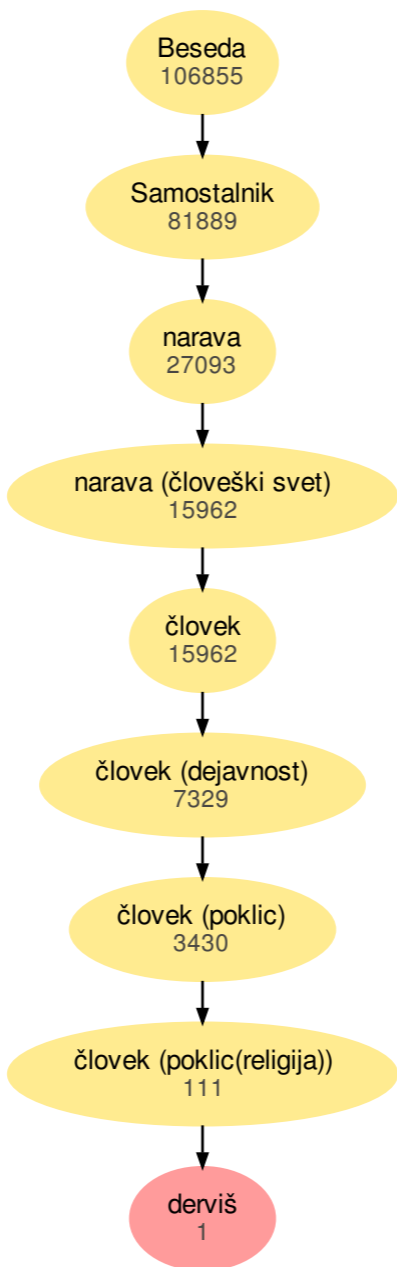 Beseda
106855
Samostalnik
81889
narava
27093
narava (človeški svet)
15962
človek
15962
človek (dejavnost)
7329
človek (poklic)
3430
človek (poklic(religija))
111
derviš
1